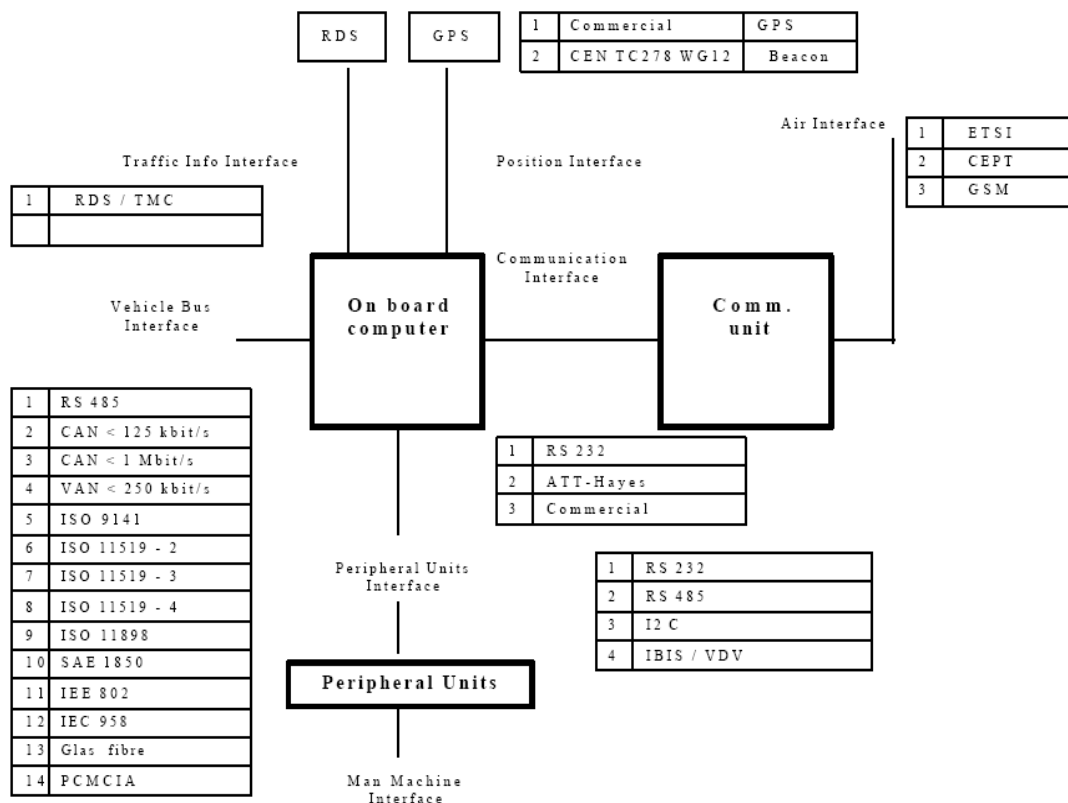 RDS
GPS
1 Commercial GPS
2 CEN TC278 WG12 Beacon
Air Interface
1 ETSI
2 CEPT
3 GSM
Traffic Info Interface
Position Interface
1 RDS / TMC
Communication
Interface
Vehicle Bus
Interface
On board
computer
Comm.
unit
1 RS 485
2 CAN < 125 kbit/s
3 CAN < 1 Mbit/s
4 VAN < 250 kbit/s
5 ISO 9141
6 ISO 11519 - 2
7 ISO 11519 - 3
8 ISO 11519 - 4
9 ISO 11898
10 SAE 1850
11 IEE 802
12 IEC 958
13 Glas fibre
14 PCMCIA
1 RS 232
2 ATT-Hayes
3 Commercial
Peripheral Units
Interface
1 RS 232
2 RS 485
3 I2 C
4 IBIS / VDV
Peripheral Units
Man Machine
Interface